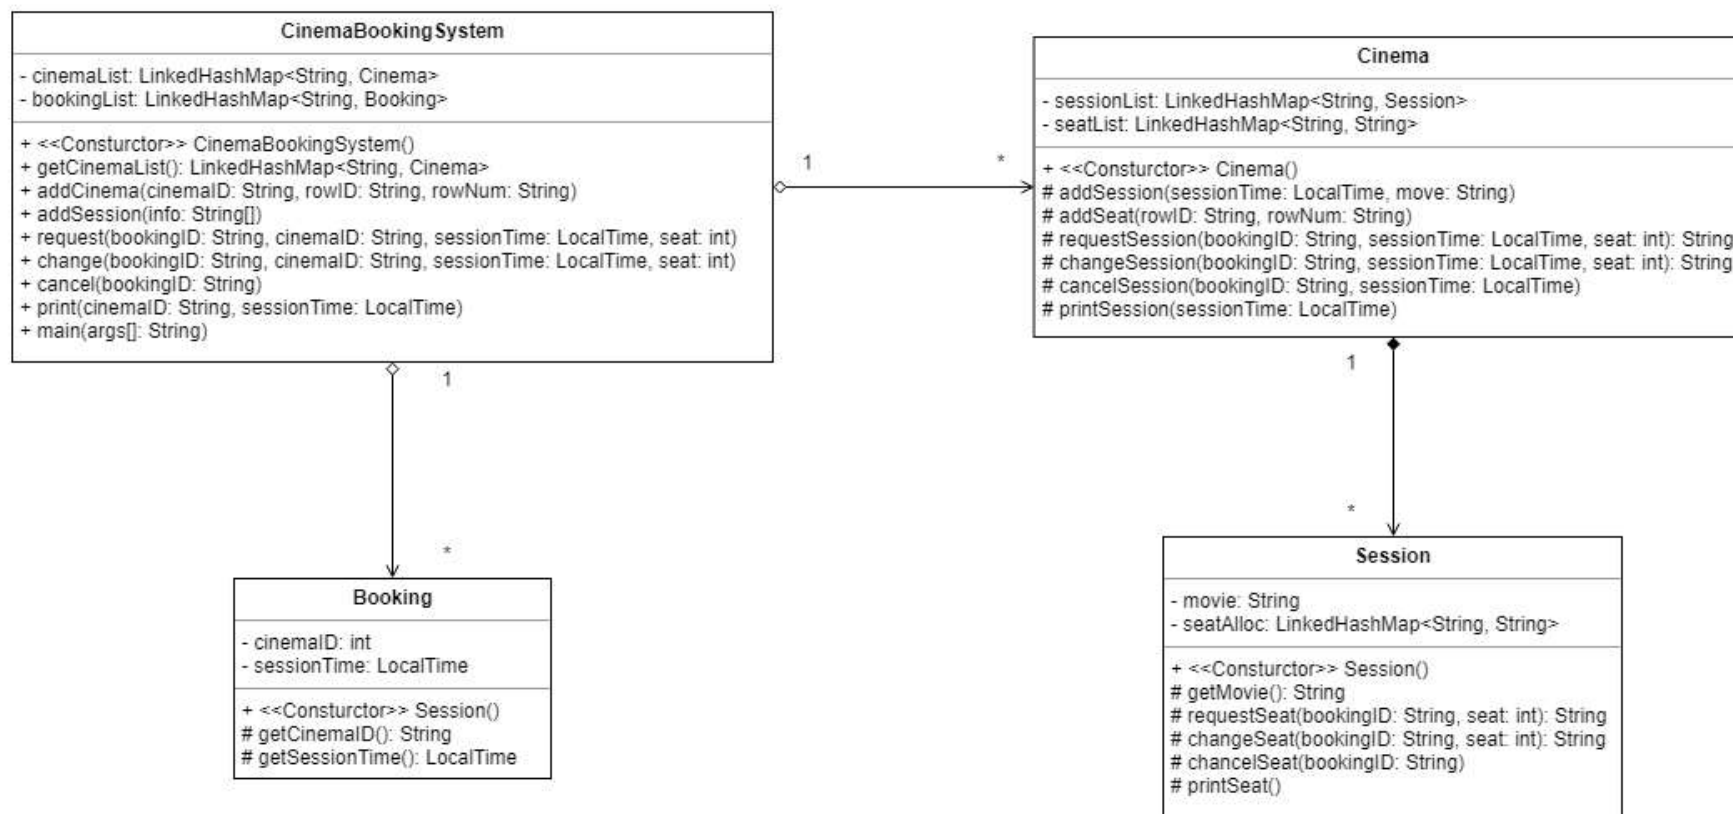 CinemaBookingSystem
- cinemaList: LinkedHashMap<String, Cinema>
- bookingList: LinkedHashMap<String, Booking>
+ <<Consturctor>> CinemaBookingSystem()
+ getCinemaList(): LinkedHashMap<String, Cinema>
+ addCinema(cinemaID: String, rowID: String, rowNum: String)
+ addSession(info: String[])
+ request(bookingID: String, cinemaID: String, sessionTime: LocalTime, seat: int)
+ change(bookingID: String, cinemaID: String, sessionTime: LocalTime, seat: int)
+ cancel(bookingID: String)
+ print(cinemaID: String, sessionTime: LocalTime)
+ main(args[]: String)
1
*
Cinema
- sessionList: LinkedHashMap<String, Session>
- seatList: LinkedHashMap<String, String>
+ <<Consturctor>> Cinema()
# addSession(sessionTime: LocalTime, move: String)
# addSeat(rowID: String, rowNum: String)
# requestSession(bookingID: String, sessionTime: LocalTime, seat: int): String
# changeSession(bookingID: String, sessionTime: LocalTime, seat: int): String
# cancelSession(bookingID: String, sessionTime: LocalTime)
# printSession(sessionTime: LocalTime)
1
*
Booking
- cinemaID: int
- sessionTime: LocalTime
+ <<Consturctor>> Session()
# getCinemaID(): String
# getSessionTime(): LocalTime
1
*
Session
- movie: String
- seatAlloc: LinkedHashMap<String, String>
+ <<Consturctor>> Session()
# getMovie(): String
# requestSeat(bookingID: String, seat: int): String
# changeSeat(bookingID: String, seat: int): String
# chancelSeat(bookingID: String)
# printSeat()